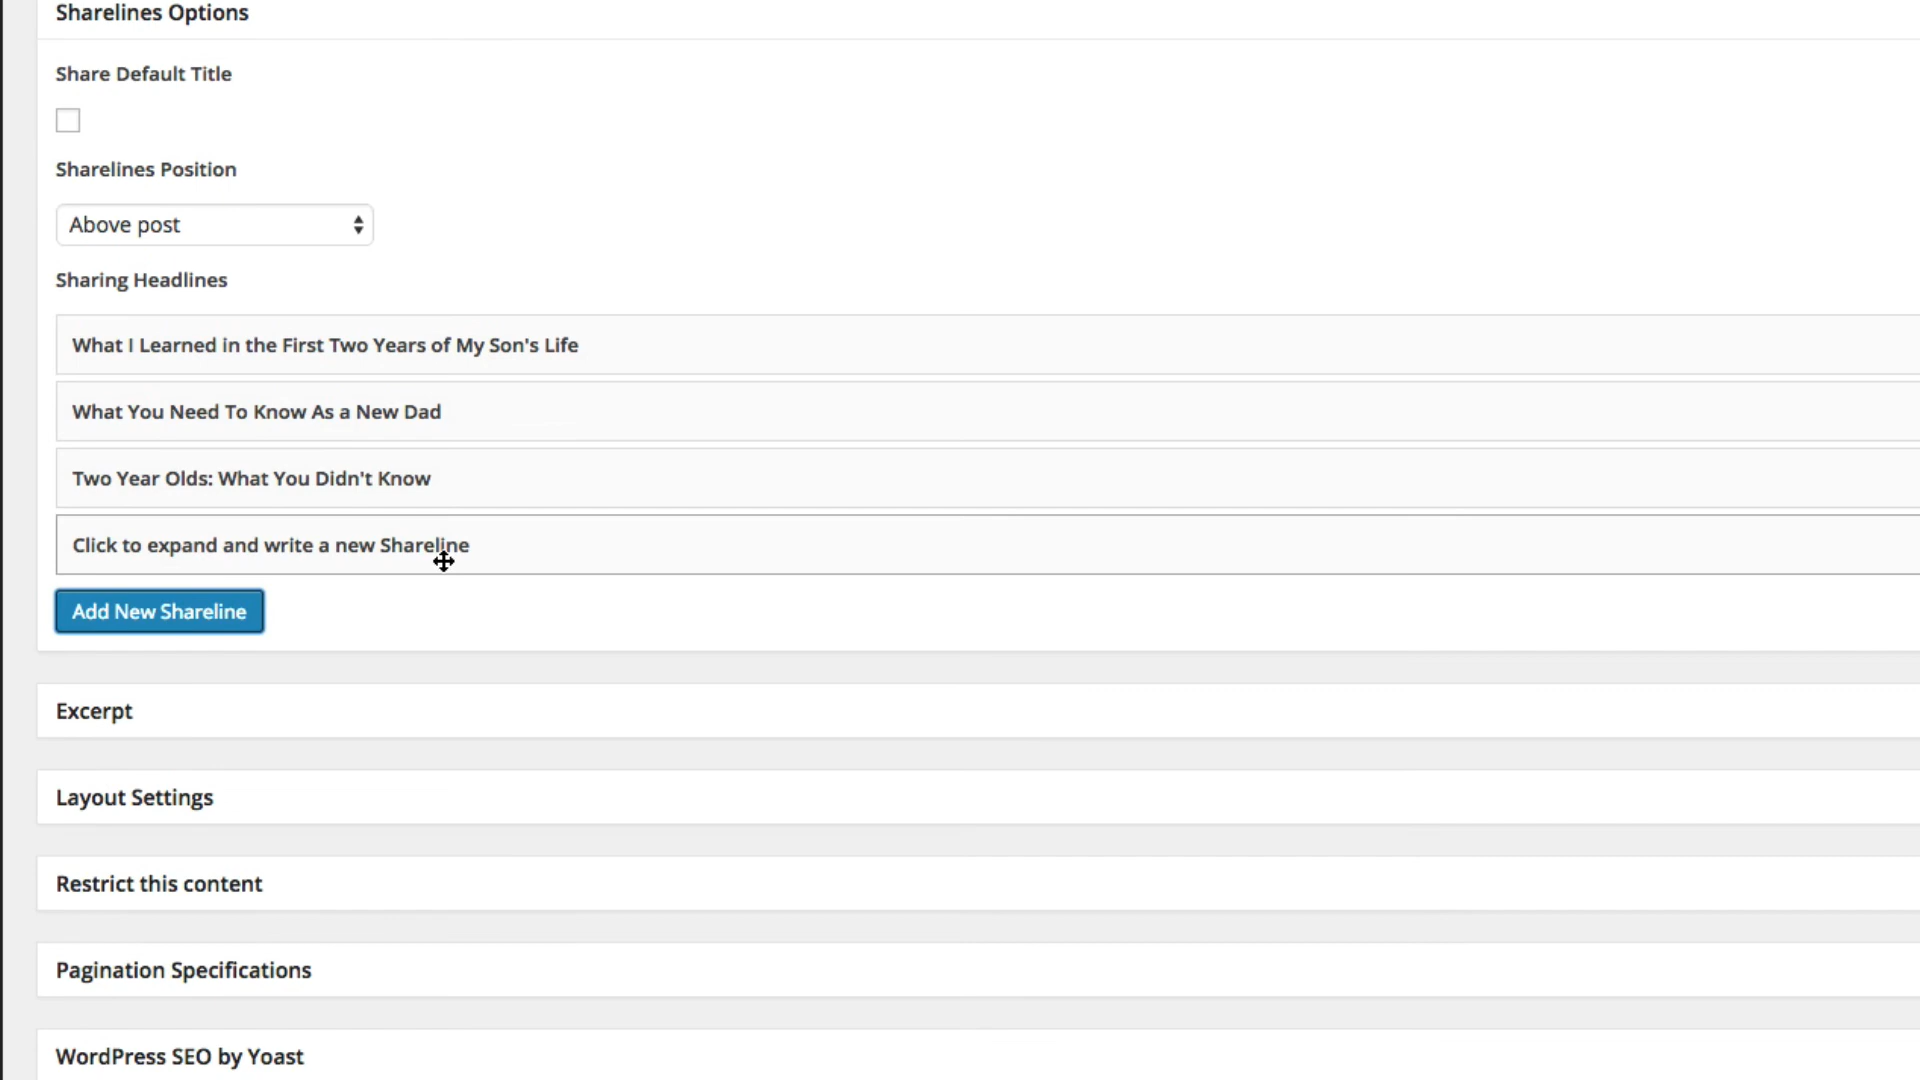 Sharelines Options
Share Default Title
Sharelines Position
Above post
Sharing Headlines
What I Learned in the First Two Years of My Son's Life
What You Need To Know As a New Dad
Two Year Olds: What You Didn't Know
Click to expand and write a new Shareline
Add New Shareline
Excerpt
Layout Settings
Restrict this content
Pagination Specifications
WordPress SEO by Yoast